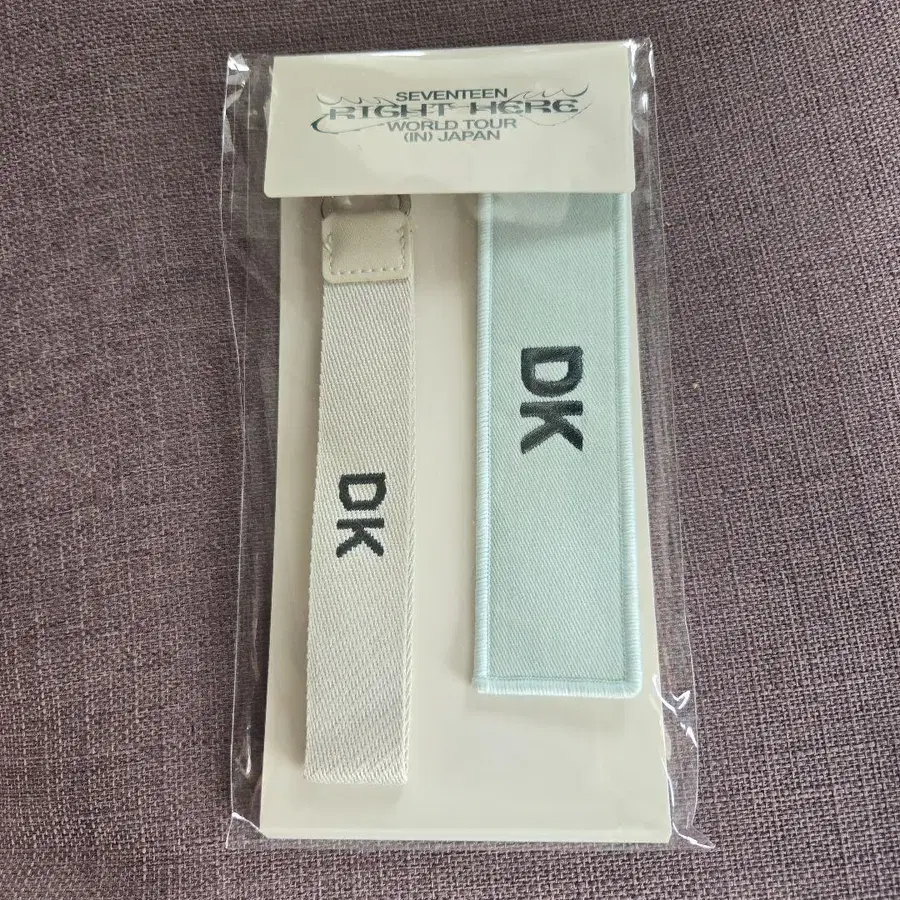 SEVENTEEN
RIGHT HERE
WORLD TOUR
(IN) JAPAN
DK
DK